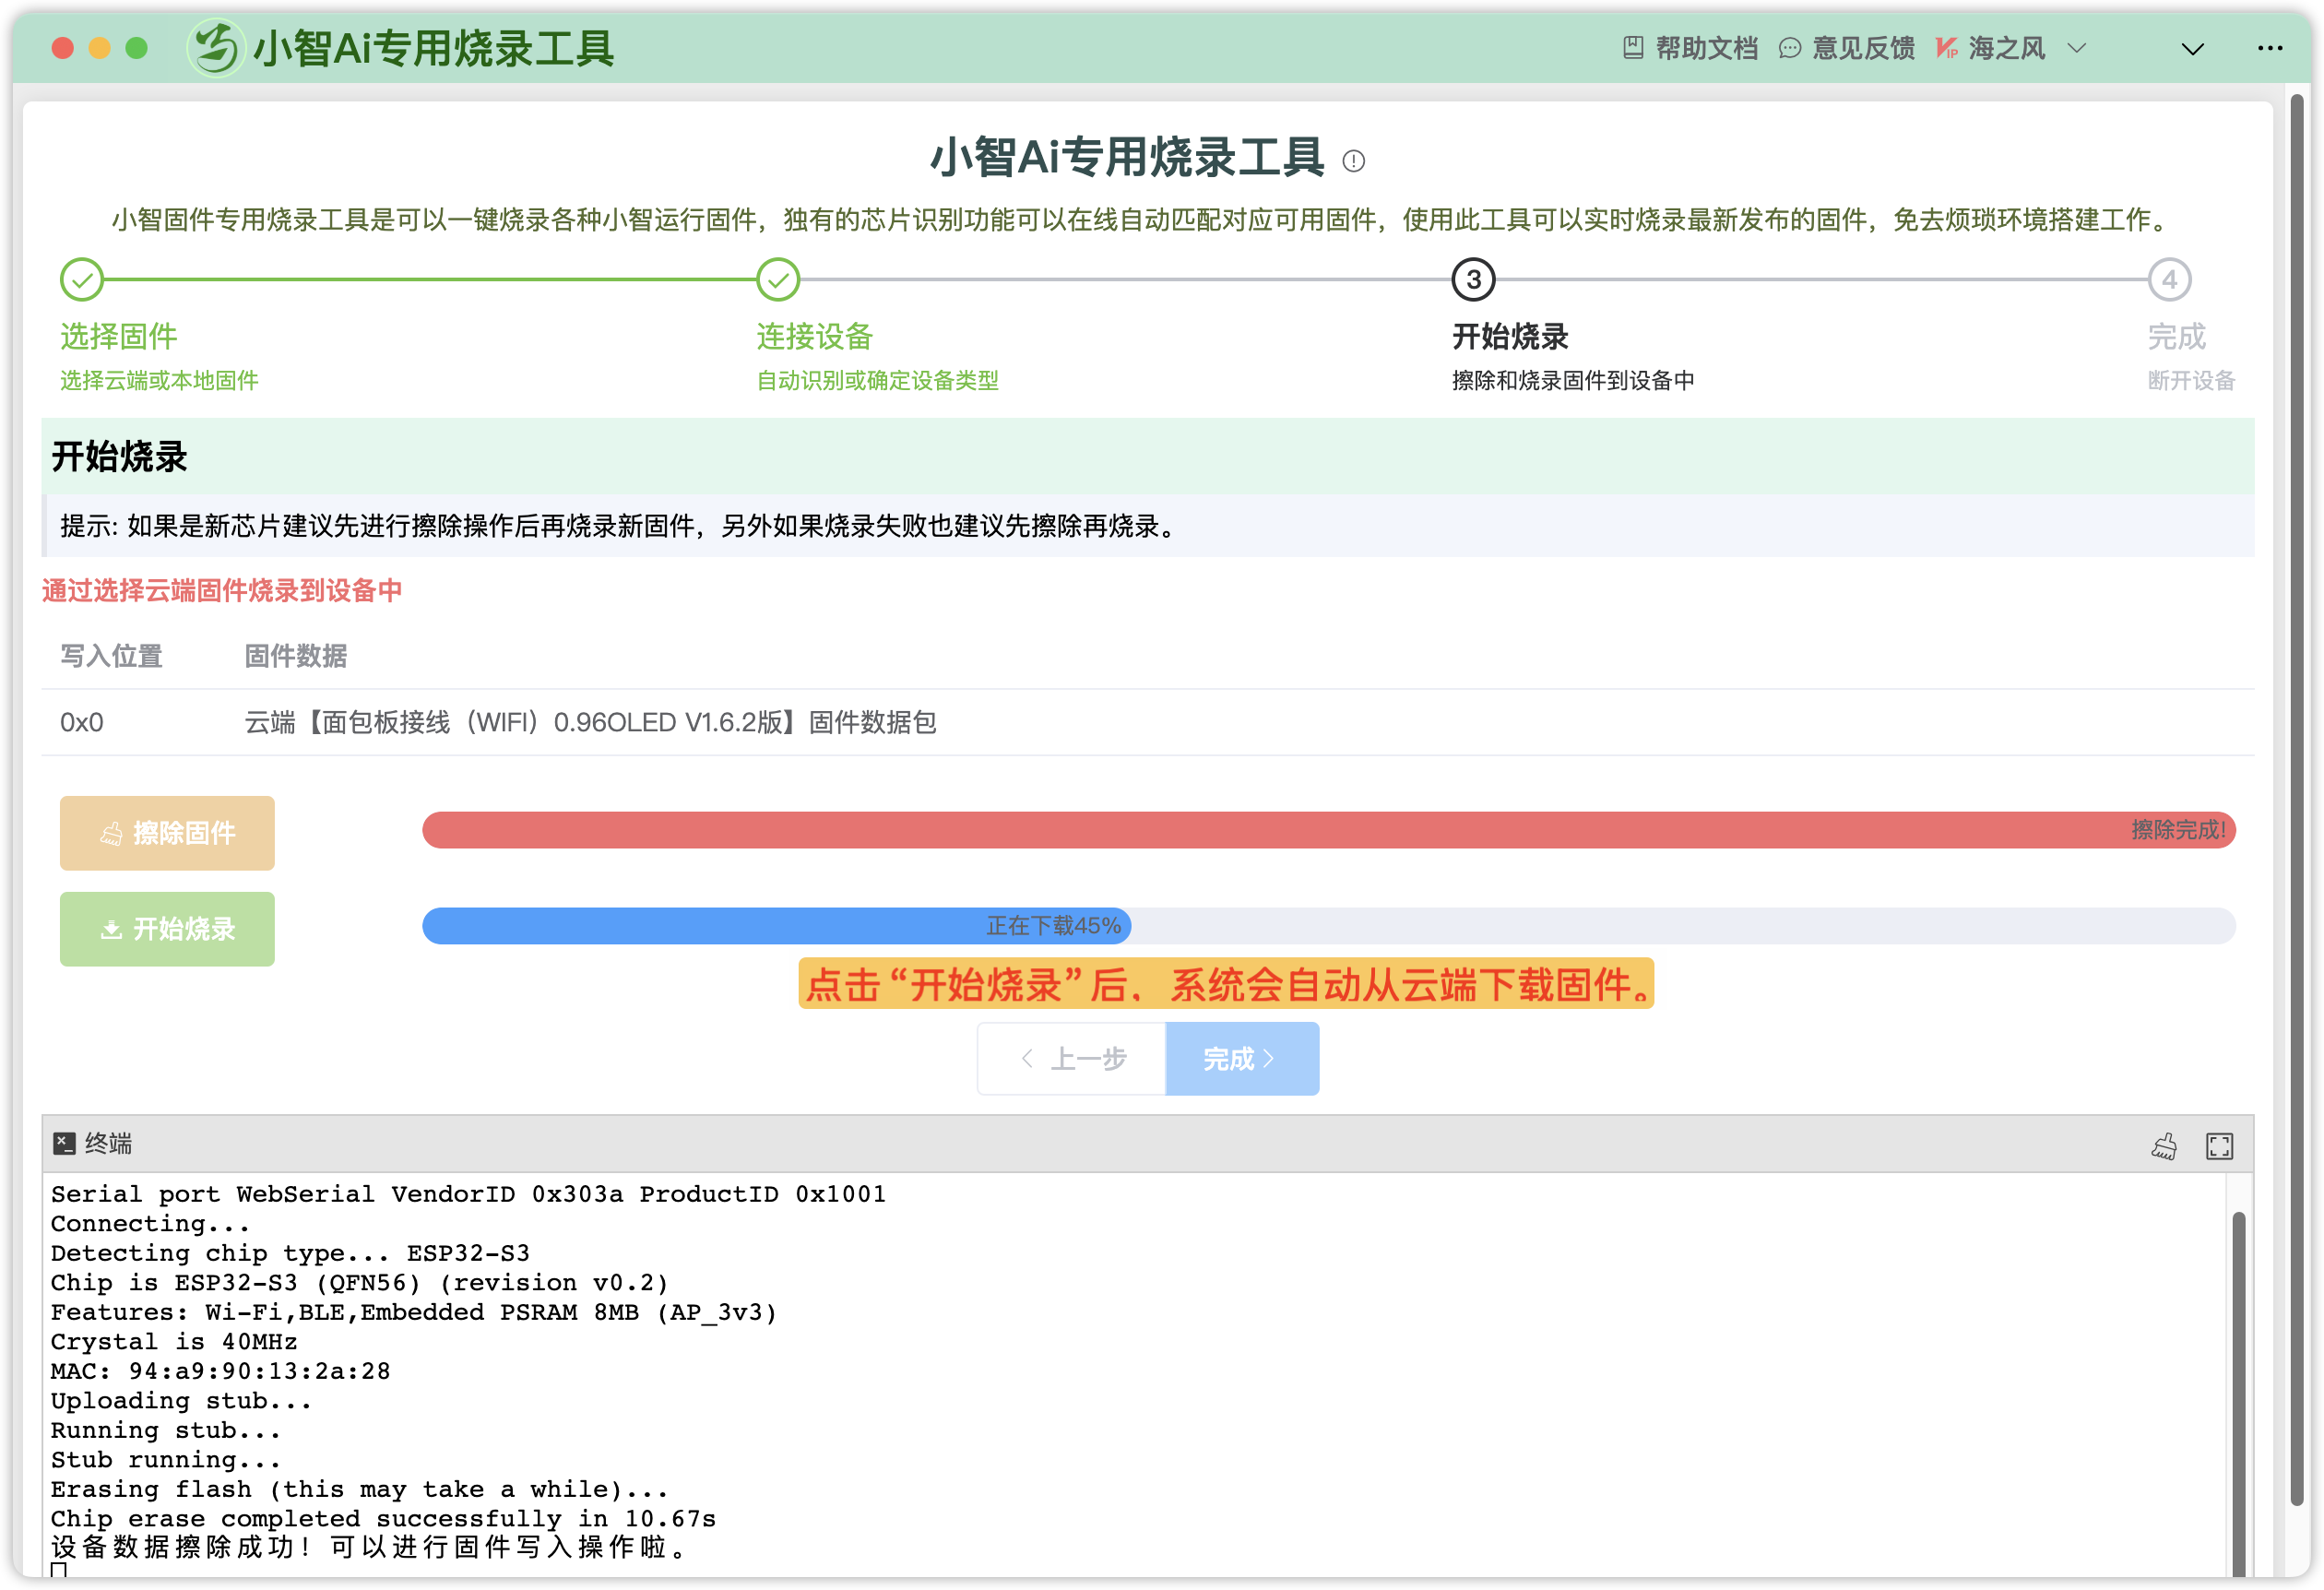 小智Ai专用烧录工具
帮助文档 意见反馈 VIP 海之风
小智Ai专用烧录工具
小智固件专用烧录工具是可以一键烧录各种小智运行固件，独有的芯片识别功能可以在线自动匹配对应可用固件，使用此工具可以实时烧录最新发布的固件，免去烦琐环境搭建工作。
3 4
选择固件 连接设备 开始烧录 完成
选择云端或本地固件 自动识别或确定设备类型 擦除和烧录固件到设备中 断开设备
开始烧录
提示: 如果是新芯片建议先进行擦除操作后再烧录新固件，另外如果烧录失败也建议先擦除再烧录。
通过选择云端固件烧录到设备中
写入位置 固件数据
0x0 云端【面包板接线（WIFI）0.96OLED V1.6.2版】固件数据包
擦除固件 擦除完成!
开始烧录 正在下载45%
点击“开始烧录”后，系统会自动从云端下载固件。
上一步 完成
终端
Serial port WebSerial VendorID 0x303a ProductID 0x1001
Connecting...
Detecting chip type... ESP32-S3
Chip is ESP32-S3 (QFN56) (revision v0.2)
Features: Wi-Fi,BLE,Embedded PSRAM 8MB (AP_3v3)
Crystal is 40MHz
MAC: 94:a9:90:13:2a:28
Uploading stub...
Running stub...
Stub running...
Erasing flash (this may take a while)...
Chip erase completed successfully in 10.67s
设备数据擦除成功！可以进行固件写入操作啦。